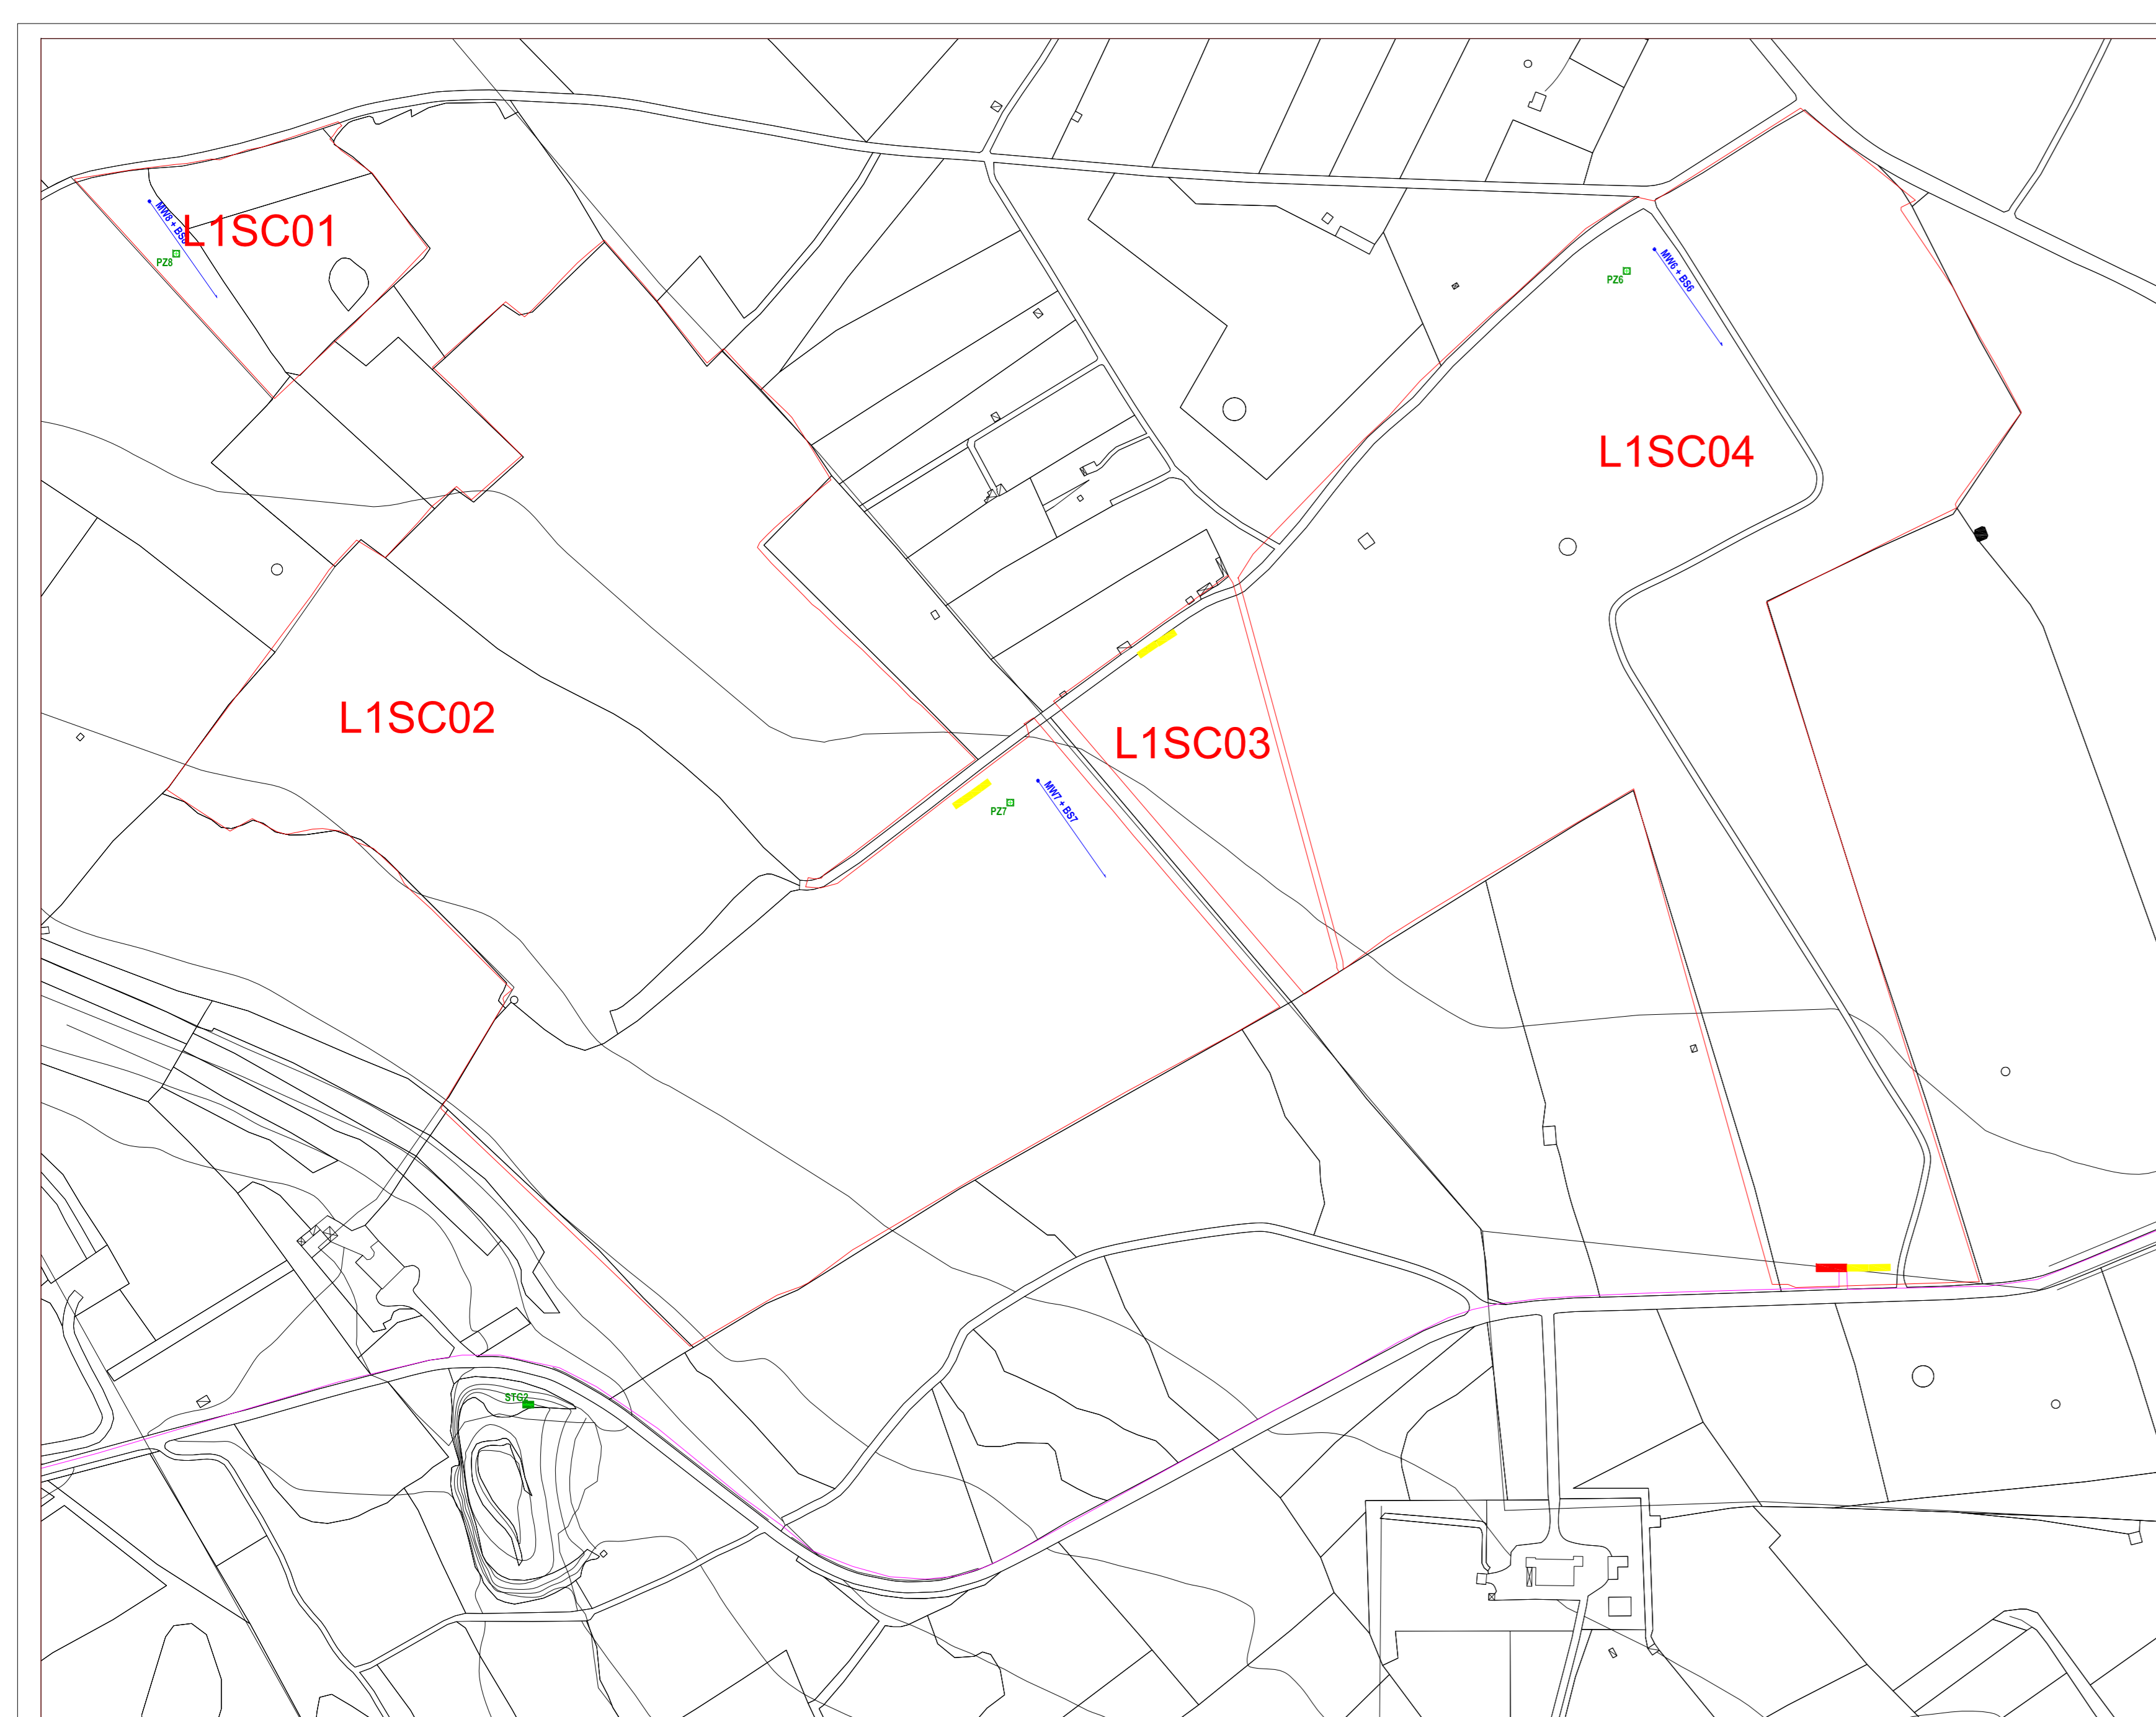 L1SC01
MW8 + BS8
PZ8
MW6 + BS6
PZ6
L1SC04
L1SC02
L1SC03
MW7 + BS7
PZ7
STG2